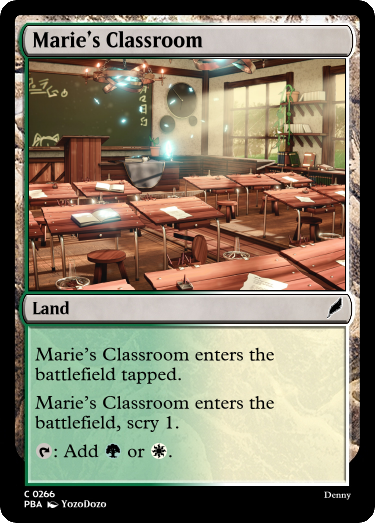 Marie's Classroom
Land
Marie's Classroom enters the
battlefield tapped.
Marie's Classroom enters the
battlefield, scry 1.
: Add or .
C 0266
PBA YozoDozo
Denny